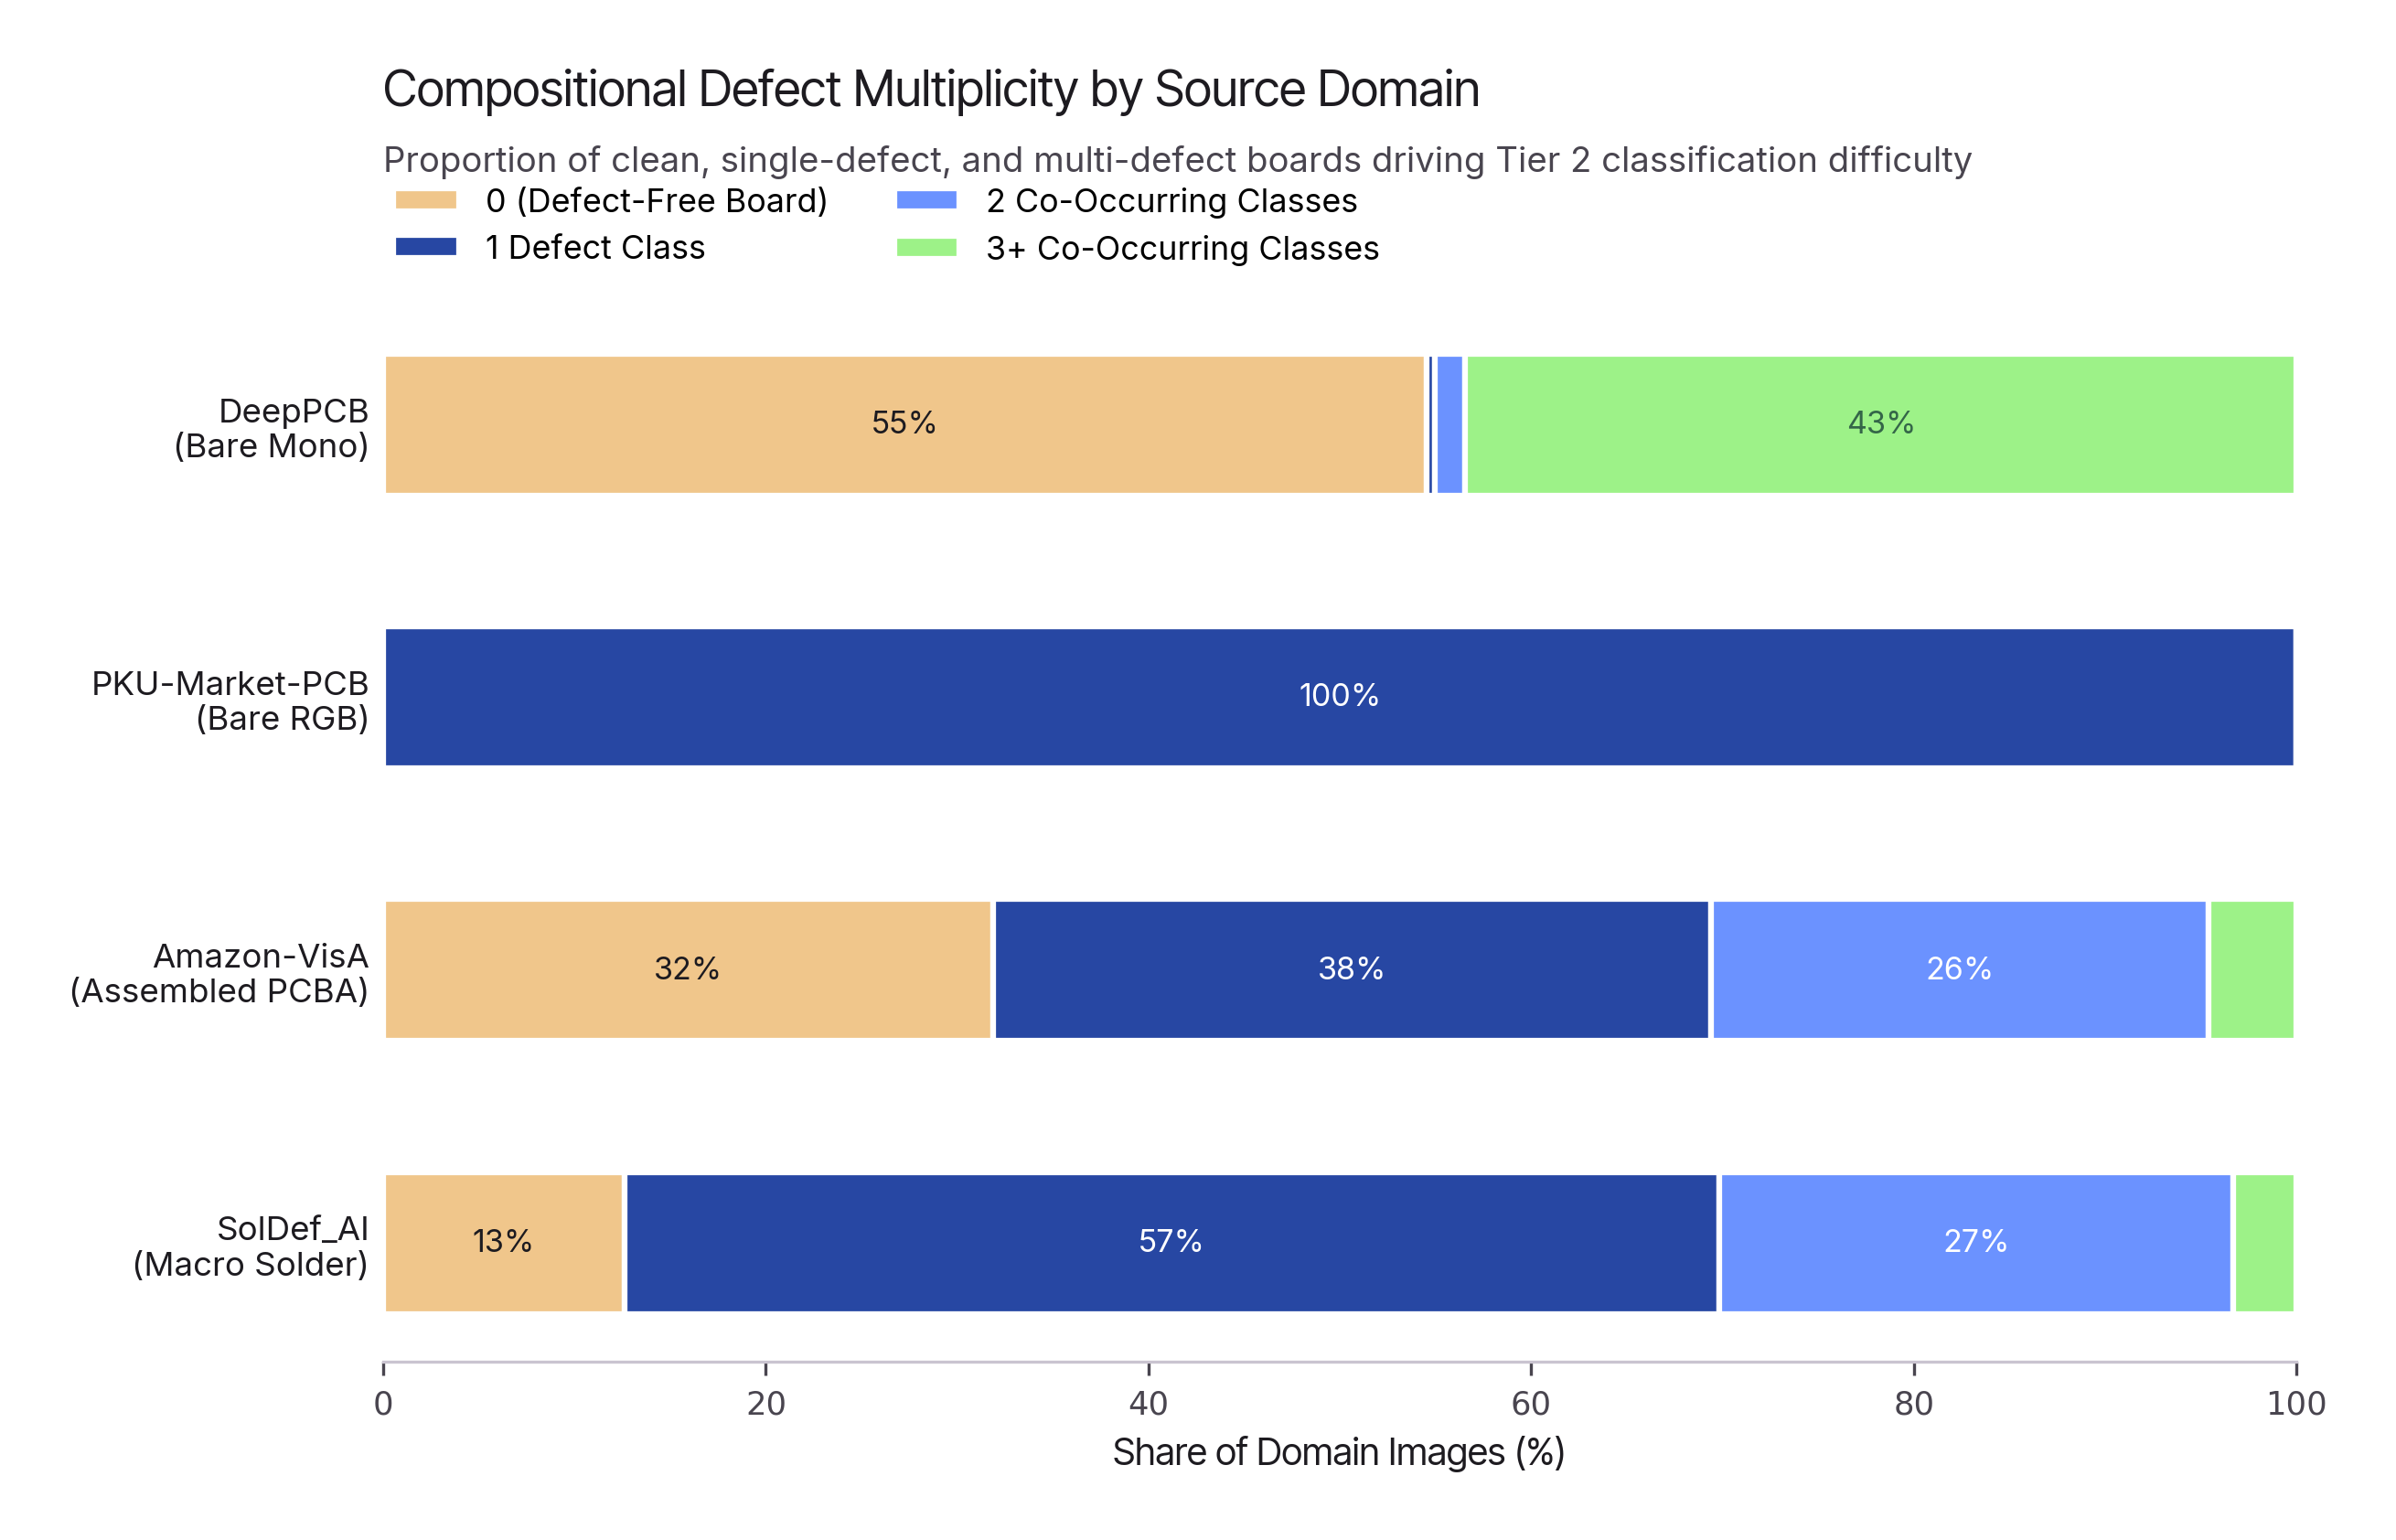 Compositional Defect Multiplicity by Source Domain
Proportion of clean, single-defect, and multi-defect boards driving Tier 2 classification difficulty
0 (Defect-Free Board)
1 Defect Class
2 Co-Occurring Classes
3+ Co-Occurring Classes
DeepPCB
(Bare Mono)
55%
43%
PKU-Market-PCB
(Bare RGB)
100%
Amazon-VisA
(Assembled PCBA)
32%
38%
26%
SolDef_AI
(Macro Solder)
13%
57%
27%
0
20
40
60
80
100
Share of Domain Images (%)